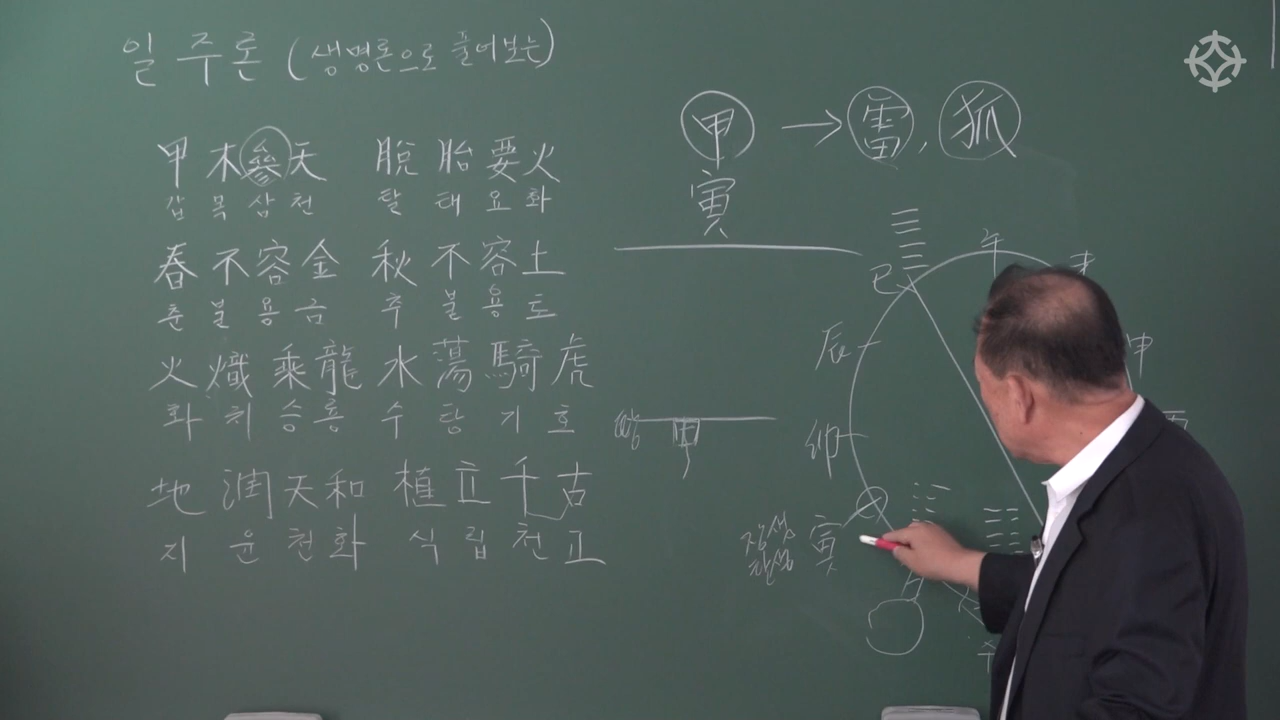 일주론 (생명론으로 풀어보는)
甲木參天 脫胎要火
갑목삼천 탈태요화
春不容金 秋不容土
춘불용금 추불용토
火熾乘龍 水蕩騎虎
화치승룡 수탕기호
地潤天和 植立千古
지윤천화 식립천고
甲 → 雷, 狐
寅
甲
午
巳
辰
卯
寅
申